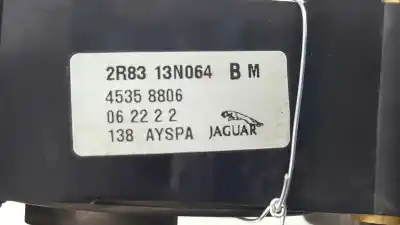 2R83 13N064 B M
4535 8806
06 22 2 2
138 AYSPA JAGUAR